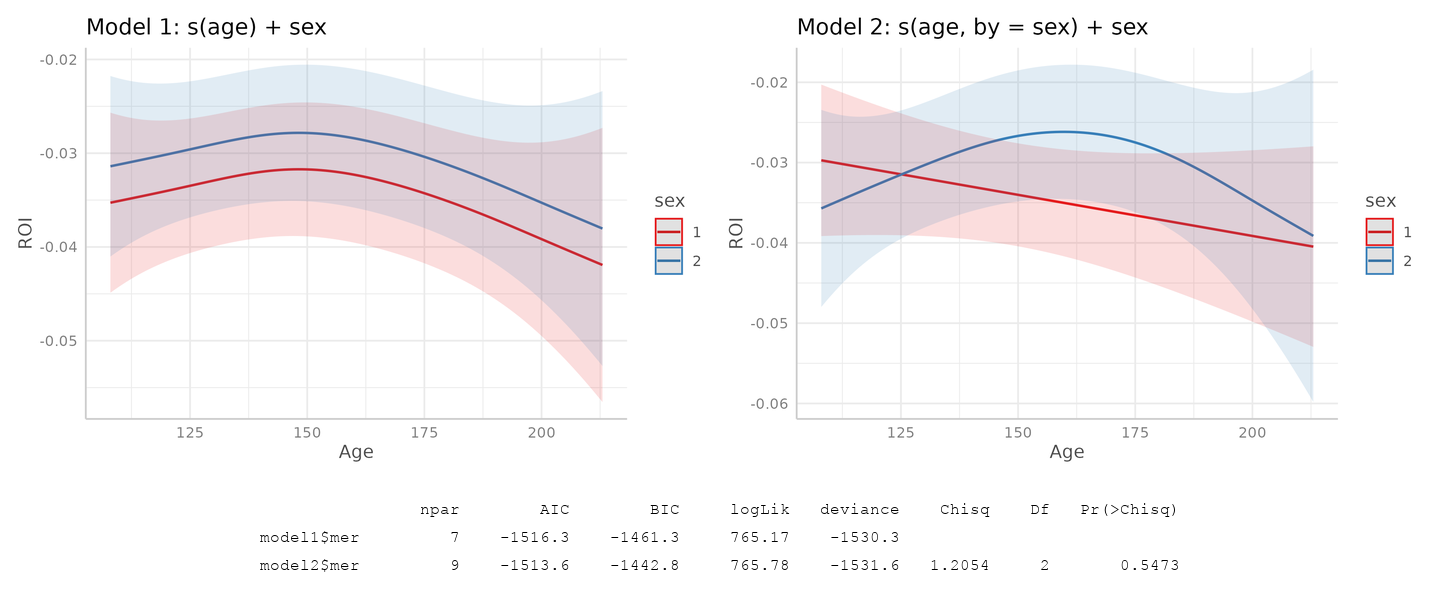 Model 1: s(age) + sex
-0.02
-0.03
-0.04
-0.05
ROI
125 150 175 200
Age
sex
1
2
Model 2: s(age, by = sex) + sex
-0.02
-0.03
-0.04
-0.05
-0.06
ROI
125 150 175 200
Age
sex
1
2
npar AIC BIC logLik deviance Chisq Df Pr(>Chisq)
model1$mer 7 -1516.3 -1461.3 765.17 -1530.3
model2$mer 9 -1513.6 -1442.8 765.78 -1531.6 1.2054 2 0.5473